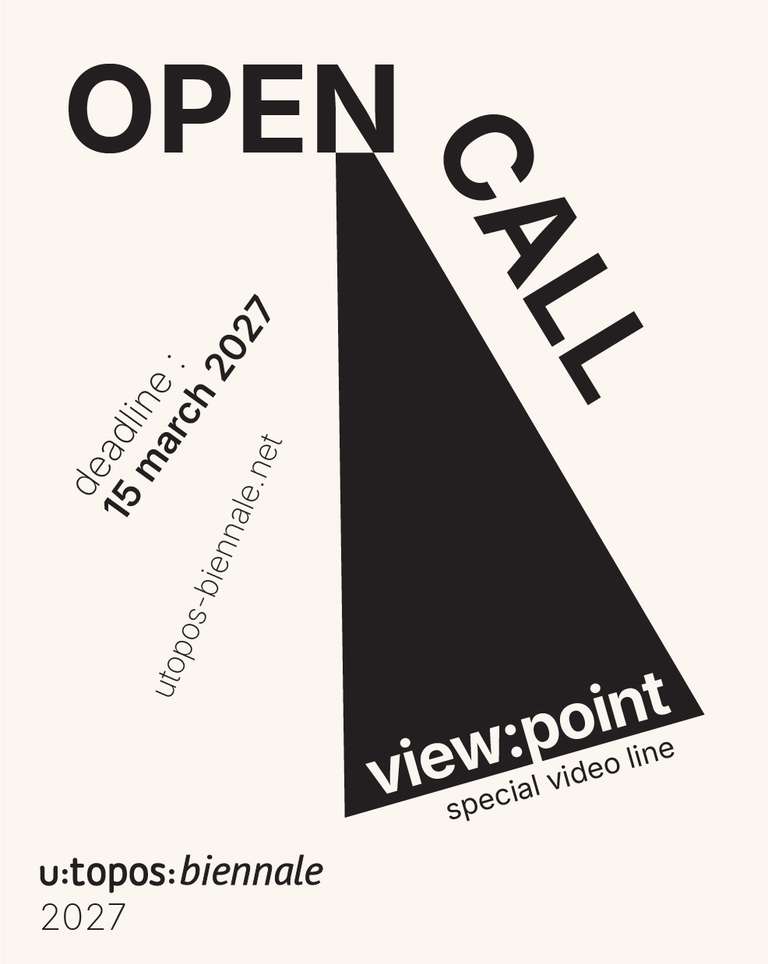 OPEN
CALL
deadline :
15 march 2027
utopos-biennale.net
view:point
special video line
u:topos:biennale
2027